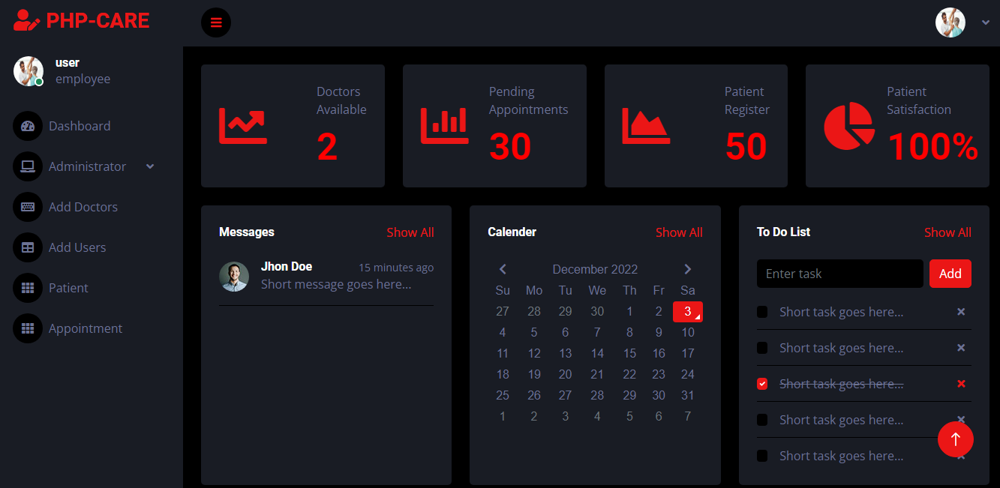 PHP-CARE
user
employee
Dashboard
Administrator
Add Doctors
Add Users
Patient
Appointment
Doctors
Available
2
Pending
Appointments
30
Patient
Register
50
Patient
Satisfaction
100%
Messages Show All
Jhon Doe 15 minutes ago
Short message goes here...
Calender Show All
December 2022
Su Mo Tu We Th Fr Sa
27 28 29 30 1 2 3
4 5 6 7 8 9 10
11 12 13 14 15 16 17
18 19 20 21 22 23 24
25 26 27 28 29 30 31
1 2 3 4 5 6 7
To Do List Show All
Enter task Add
Short task goes here...
Short task goes here...
Short task goes here...
Short task goes here...
Short task goes here...